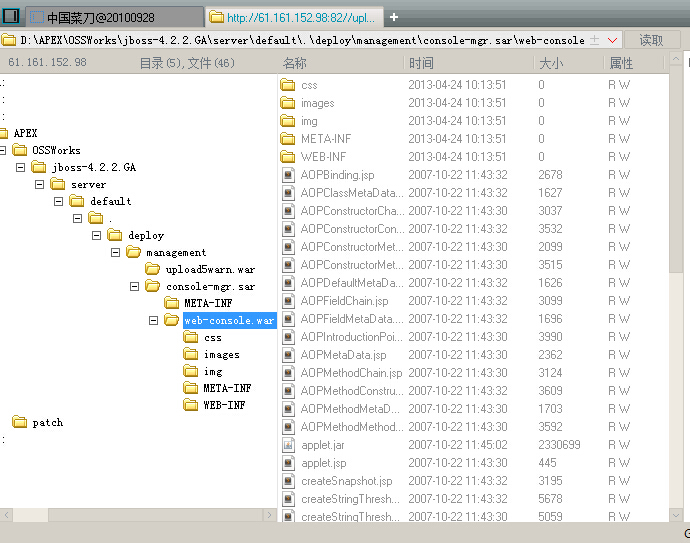 中国菜刀@20100928
http://61.161.152.98:82//upl...
D:\APEX\OSSWorks\jboss-4.2.2.GA\server\default\.\deploy\management\console-mgr.sar\web-console
读取
61.161.152.98 目录(5),文件(46)
名称 时间 大小 属性
APEX
OSSWorks
jboss-4.2.2.GA
server
default
.
deploy
management
upload5warn.war
console-mgr.sar
META-INF
web-console.war
css
images
img
META-INF
WEB-INF
patch
css 2013-04-24 10:13:51 0 R W
images 2013-04-24 10:13:51 0 R W
img 2013-04-24 10:13:51 0 R W
META-INF 2013-04-24 10:13:51 0 R W
WEB-INF 2013-04-24 10:13:51 0 R W
AOPBinding.jsp 2007-10-22 11:43:32 2678 R W
AOPClassMetaData... 2007-10-22 11:43:32 1627 R W
AOPConstructorCha... 2007-10-22 11:43:30 3037 R W
AOPConstructorCon... 2007-10-22 11:43:32 3532 R W
AOPConstructorMet... 2007-10-22 11:43:30 2099 R W
AOPConstructorMet... 2007-10-22 11:43:30 3515 R W
AOPDefaultMetaDa... 2007-10-22 11:43:32 1626 R W
AOPFieldChain.jsp 2007-10-22 11:43:32 3099 R W
AOPFieldMetaData.... 2007-10-22 11:43:32 1696 R W
AOPIntroductionPoi... 2007-10-22 11:43:30 3990 R W
AOPMetaData.jsp 2007-10-22 11:43:30 2362 R W
AOPMethodChain.jsp 2007-10-22 11:43:30 3124 R W
AOPMethodConstru... 2007-10-22 11:43:32 3609 R W
AOPMethodMetaD... 2007-10-22 11:43:30 1703 R W
AOPMethodMethod... 2007-10-22 11:43:30 3592 R W
applet.jar 2007-10-22 11:45:02 2330699 R W
applet.jsp 2007-10-22 11:43:30 445 R W
createSnapshot.jsp 2007-10-22 11:43:32 3195 R W
createStringThresh... 2007-10-22 11:43:32 5678 R W
createStringThresh... 2007-10-22 11:43:30 5059 R W